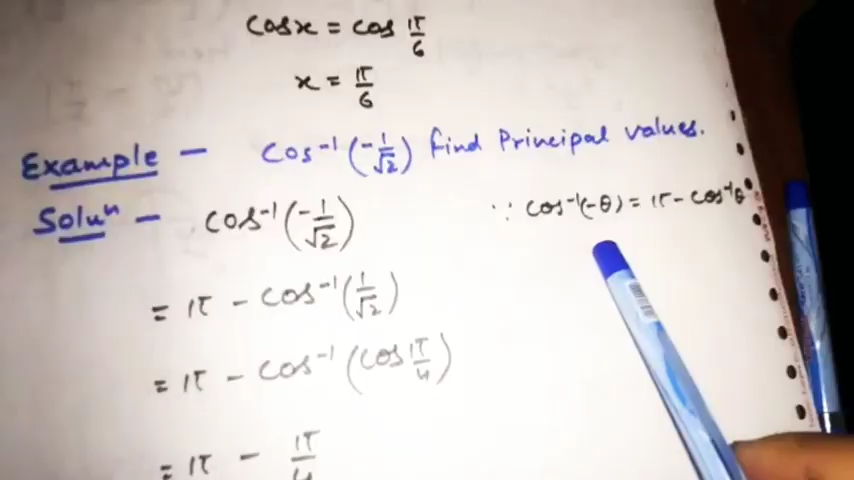 cosx = cos π/6
x = π/6
Example - cos⁻¹(-1/√2) find Principal values.
Soluⁿ - cos⁻¹(-1/√2) ∵ cos⁻¹(-θ) = π - cos⁻¹θ
= π - cos⁻¹(1/√2)
= π - cos⁻¹(cos π/4)
= π - π/4